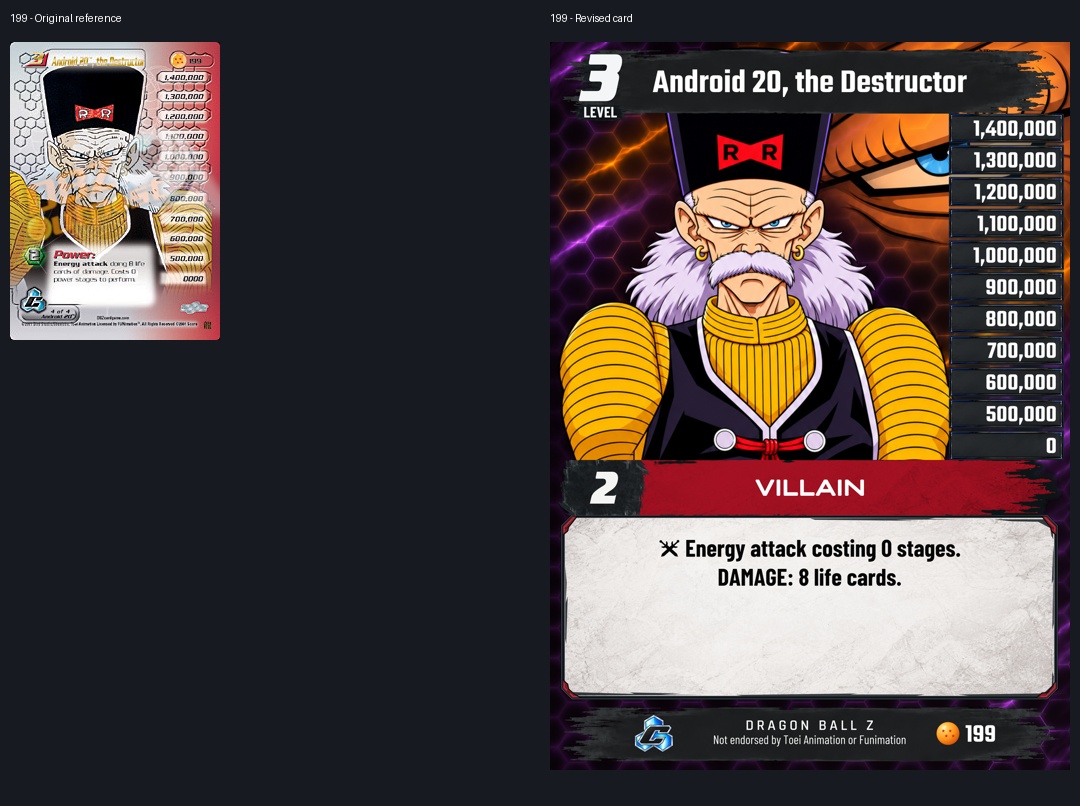 199 - Original reference
199 - Revised card
3
Android 20, the Destructor
199
1,400,000
1,300,000
1,200,000
1,100,000
1,000,000
900,000
800,000
700,000
600,000
500,000
0000
R R
2
Power:
Energy attack doing 8 life
cards of damage. Costs 0
power stages to perform.
4 of 4
Android 20
3
LEVEL
Android 20, the Destructor
R R
1,400,000
1,300,000
1,200,000
1,100,000
1,000,000
900,000
800,000
700,000
600,000
500,000
0
2
VILLAIN
Energy attack costing 0 stages.
DAMAGE: 8 life cards.
G
DRAGON BALL Z
Not endorsed by Toei Animation or Funimation
199